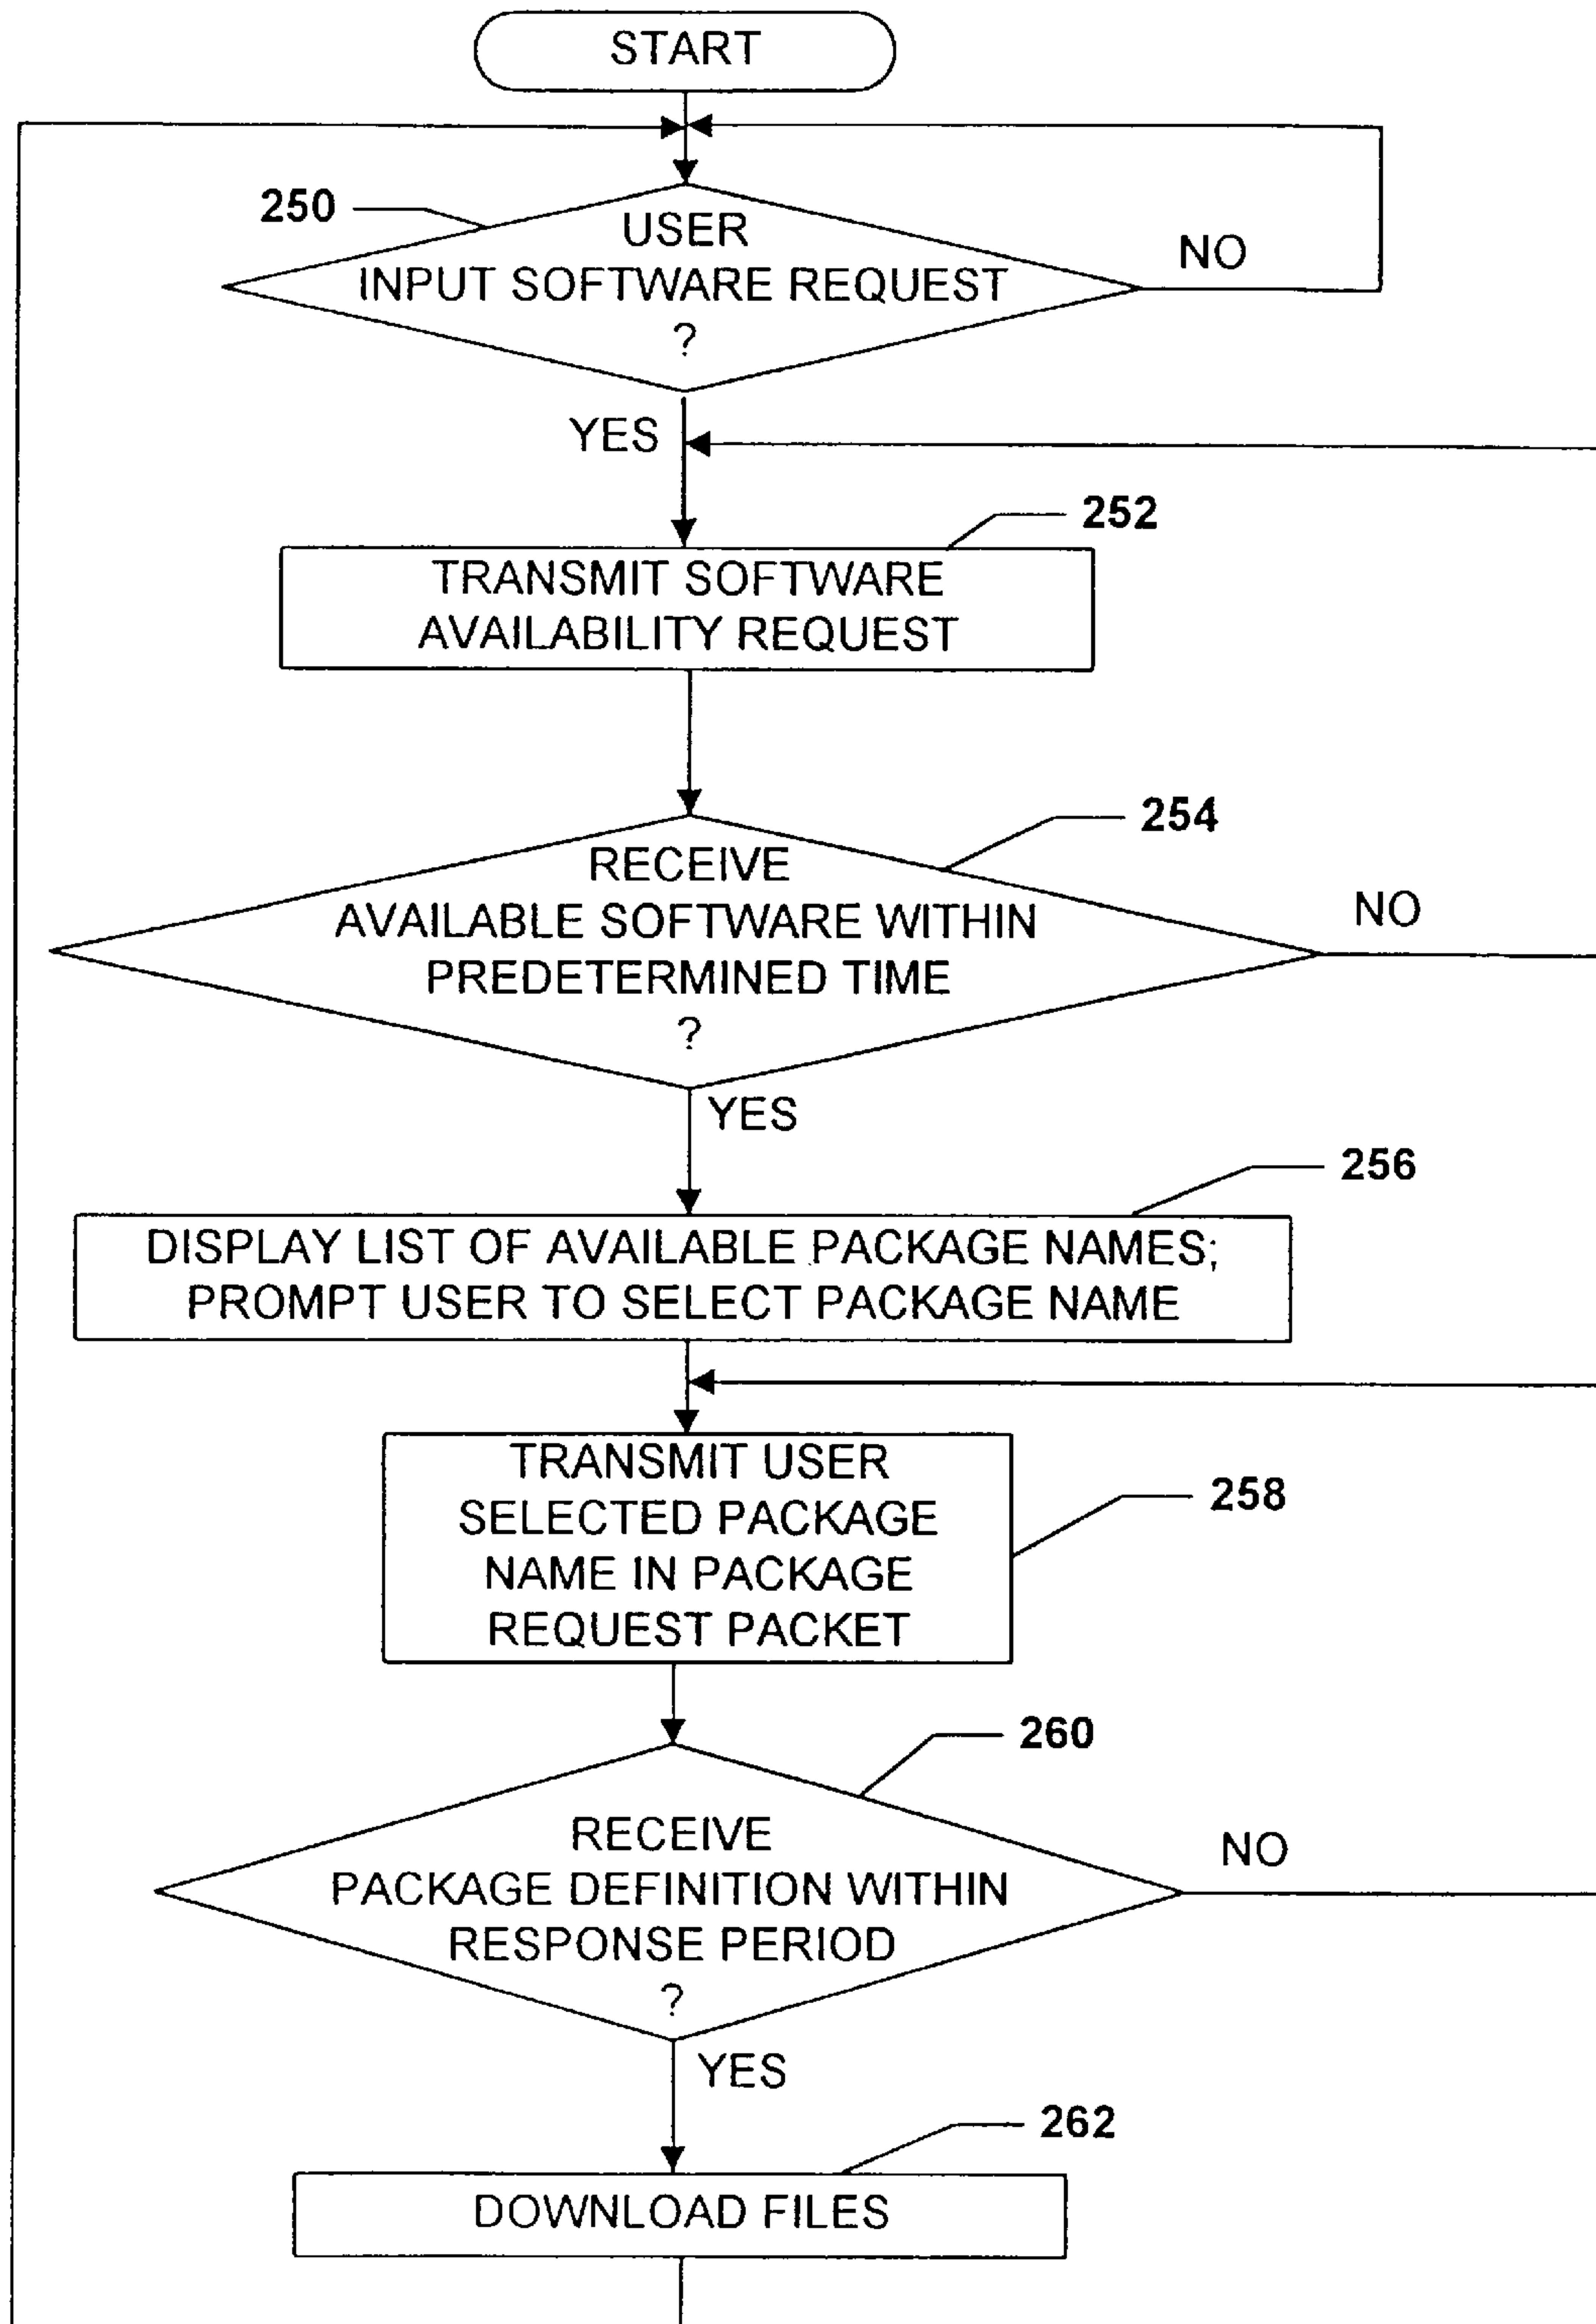 START
250
USER
INPUT SOFTWARE REQUEST
?
NO
YES
252
TRANSMIT SOFTWARE
AVAILABILITY REQUEST
254
RECEIVE
AVAILABLE SOFTWARE WITHIN
PREDETERMINED TIME
?
NO
YES
256
DISPLAY LIST OF AVAILABLE PACKAGE NAMES;
PROMPT USER TO SELECT PACKAGE NAME
TRANSMIT USER
SELECTED PACKAGE
NAME IN PACKAGE
REQUEST PACKET
258
260
RECEIVE
PACKAGE DEFINITION WITHIN
RESPONSE PERIOD
?
NO
YES
262
DOWNLOAD FILES